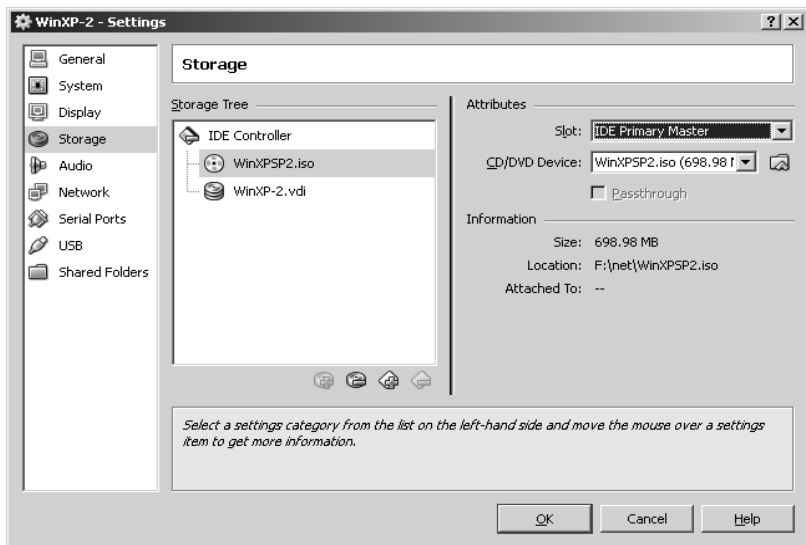 WinXP-2 - Settings
General
System
Display
Storage
Audio
Network
Serial Ports
USB
Shared Folders
Storage
Storage Tree
IDE Controller
WinXPSP2.iso
WinXP-2.vdi
Attributes
Slot: IDE Primary Master
CD/DVD Device: WinXPSP2.iso (698.98 M
Passthrough
Information
Size: 698.98 MB
Location: F:\net\WinXPSP2.iso
Attached To: --
Select a settings category from the list on the left-hand side and move the mouse over a settings
item to get more information.
OK Cancel Help